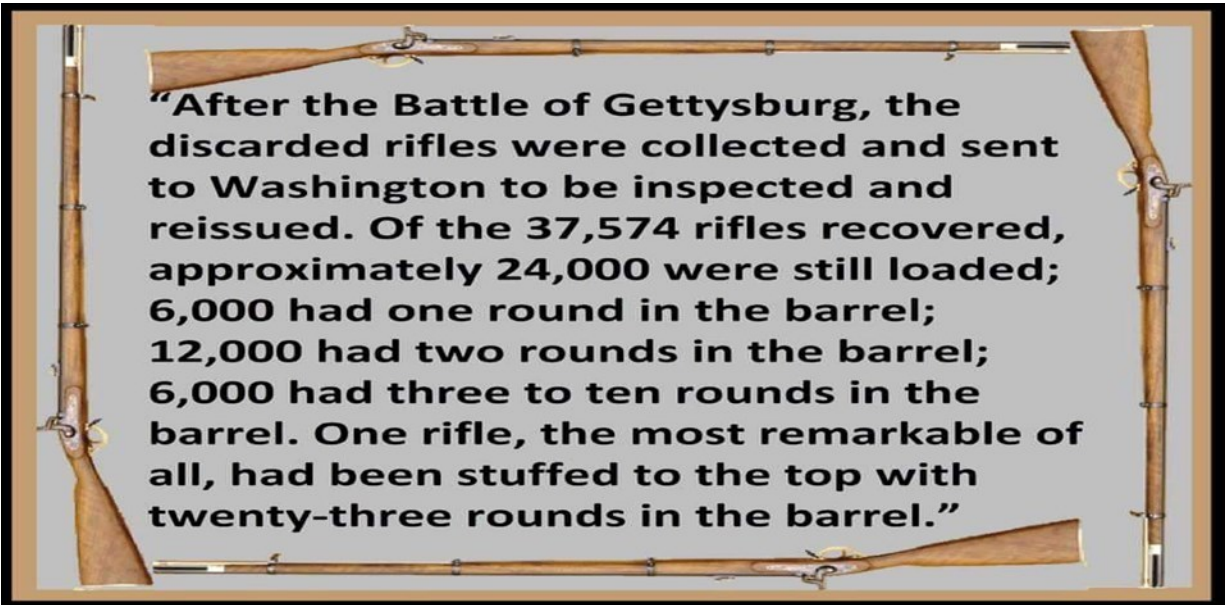 “After the Battle of Gettysburg, the
discarded rifles were collected and sent
to Washington to be inspected and
reissued. Of the 37,574 rifles recovered,
approximately 24,000 were still loaded;
6,000 had one round in the barrel;
12,000 had two rounds in the barrel;
6,000 had three to ten rounds in the
barrel. One rifle, the most remarkable of
all, had been stuffed to the top with
twenty-three rounds in the barrel.”